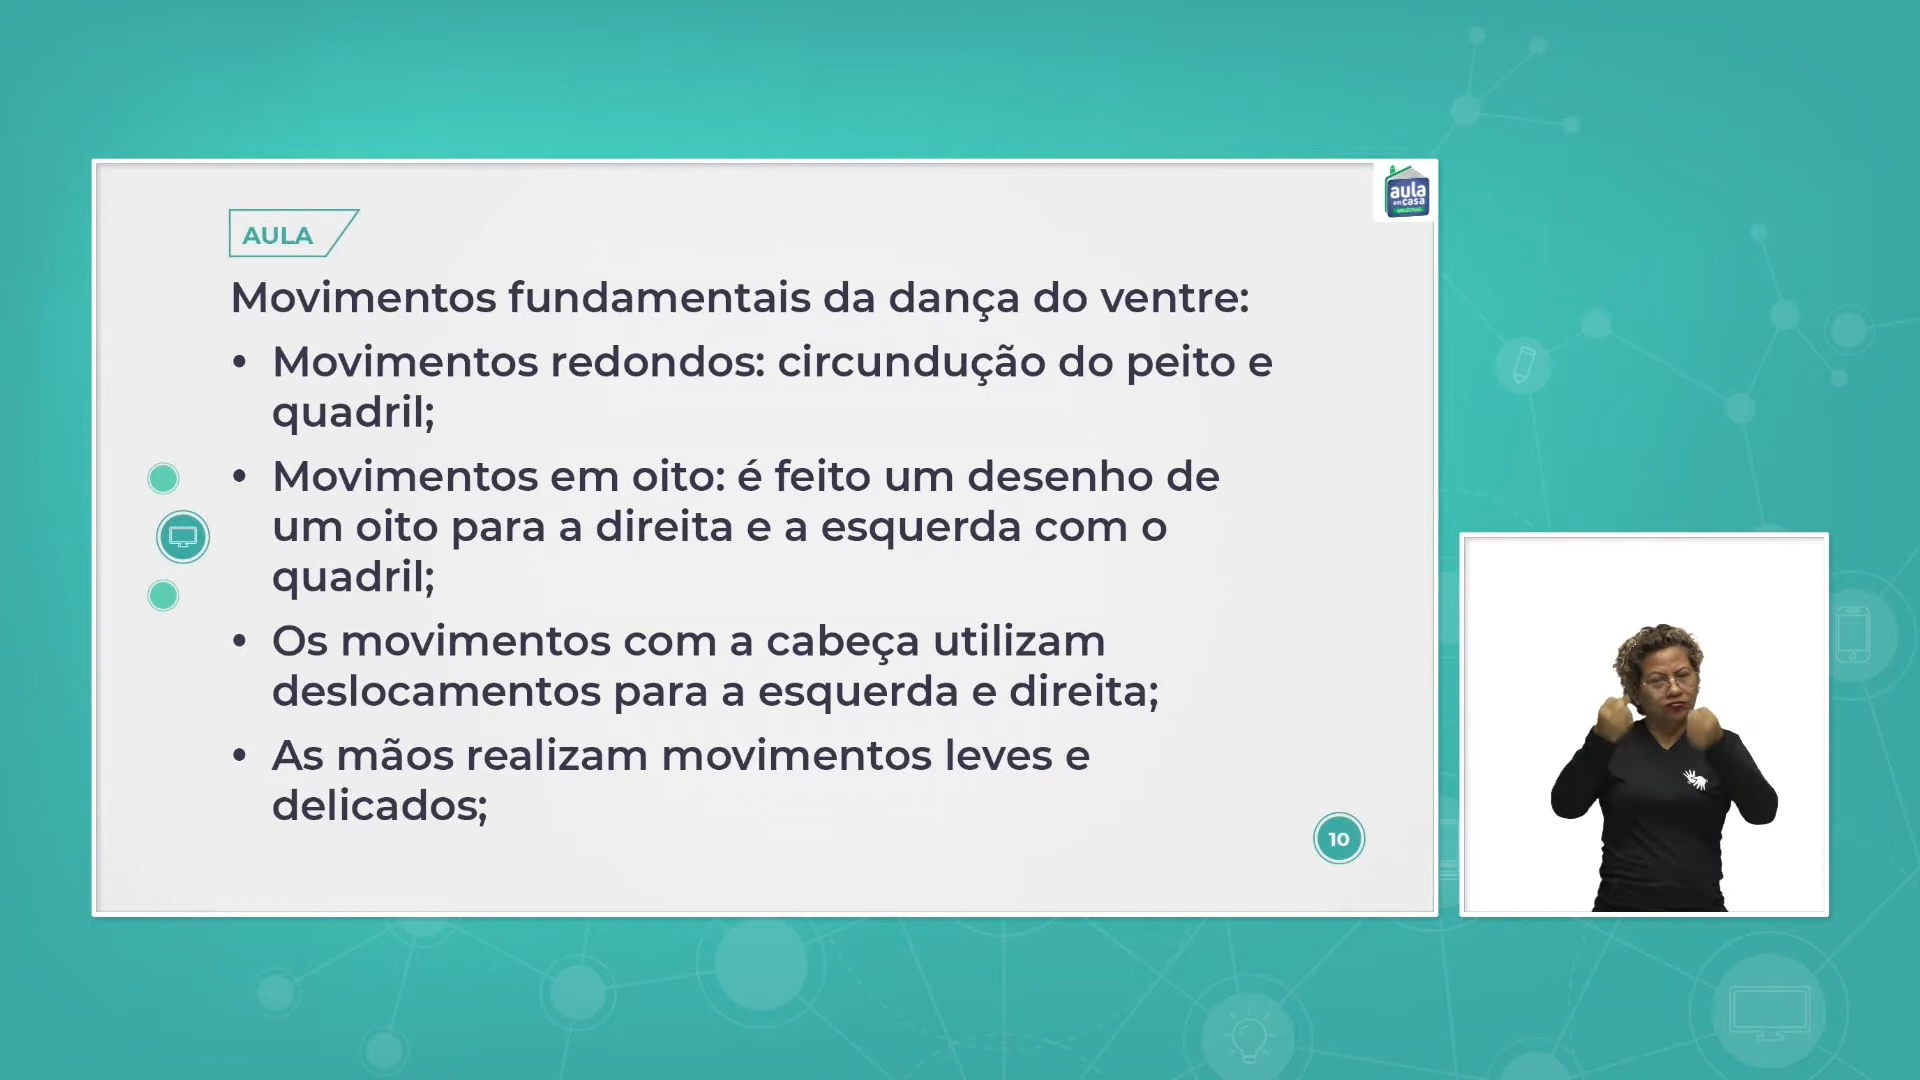 aula
em casa
AMAZONAS
AULA
Movimentos fundamentais da dança do ventre:
• Movimentos redondos: circundução do peito e
quadril;
• Movimentos em oito: é feito um desenho de
um oito para a direita e a esquerda com o
quadril;
• Os movimentos com a cabeça utilizam
deslocamentos para a esquerda e direita;
• As mãos realizam movimentos leves e
delicados;
10